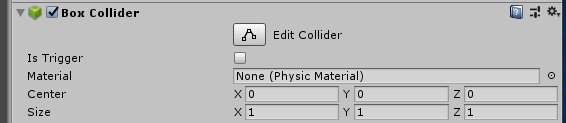 Box Collider
Edit Collider
Is Trigger
Material None (Physic Material)
Center X 0 Y 0 Z 0
Size X 1 Y 1 Z 1